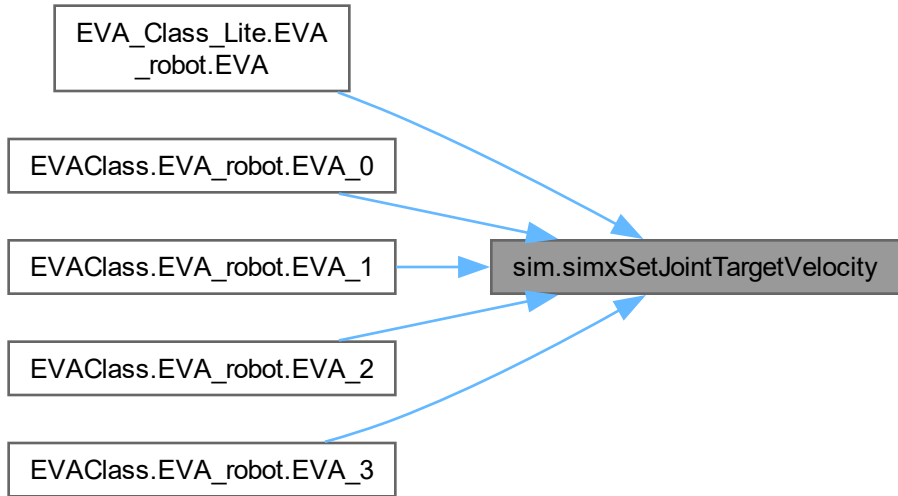 EVA_Class_Lite.EVA
_robot.EVA
EVAClass.EVA_robot.EVA_0
EVAClass.EVA_robot.EVA_1
sim.simxSetJointTargetVelocity
EVAClass.EVA_robot.EVA_2
EVAClass.EVA_robot.EVA_3